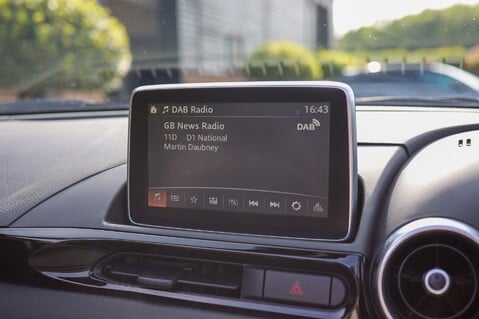 DAB Radio 16:43
GB News Radio DAB
11D D1 National
Martin Daubney